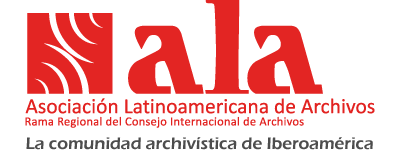 ala
Asociación Latinoamericana de Archivos
Rama Regional del Consejo Internacional de Archivos
La comunidad archivística de Iberoamérica